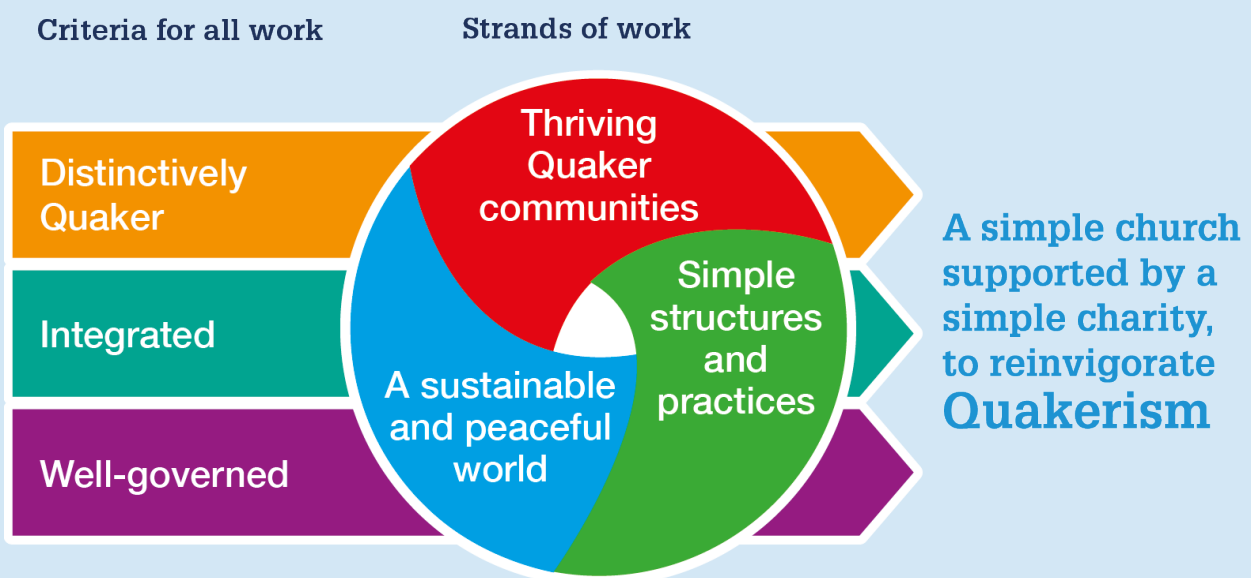 Criteria for all work
Strands of work
Distinctively
Quaker
Integrated
Well-governed
Thriving
Quaker
communities
Simple
structures
and
practices
A sustainable
and peaceful
world
A simple church
supported by a
simple charity,
to reinvigorate
Quakerism